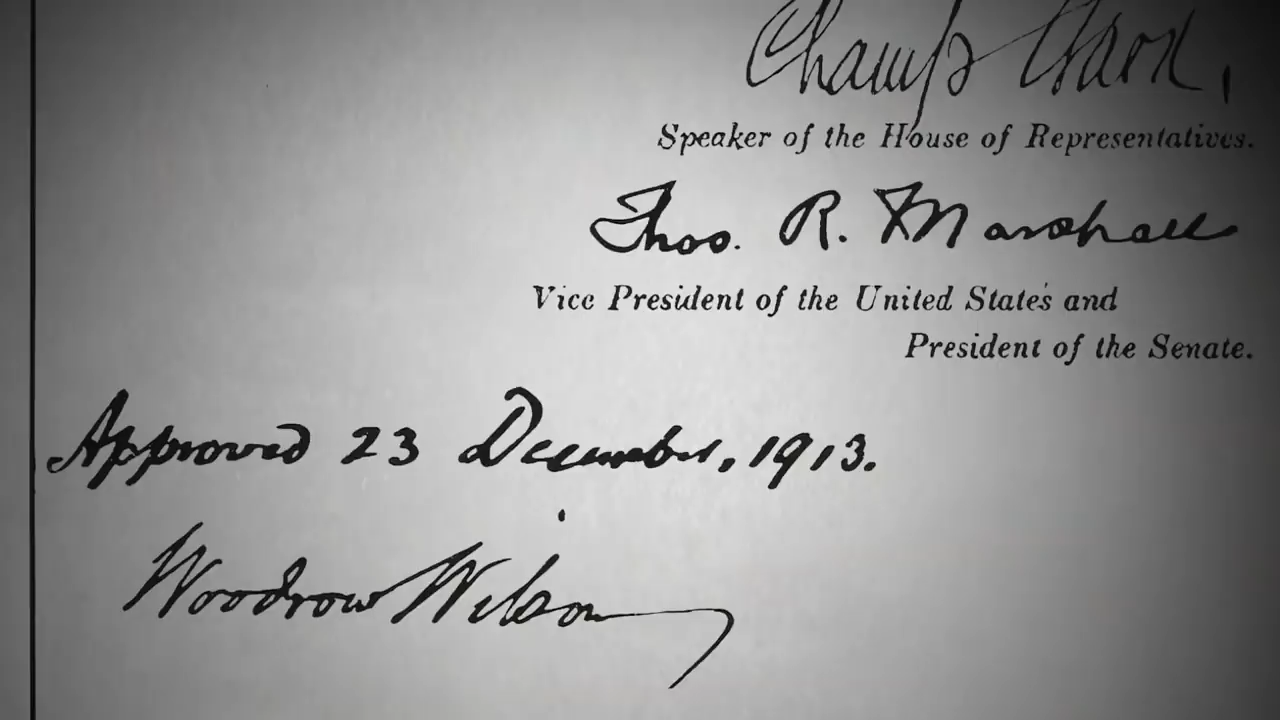 Champ Clark.
Speaker of the House of Representatives.
Thos. R. Marshall
Vice President of the United States and
President of the Senate.
Approved 23 December, 1913.
Woodrow Wilson